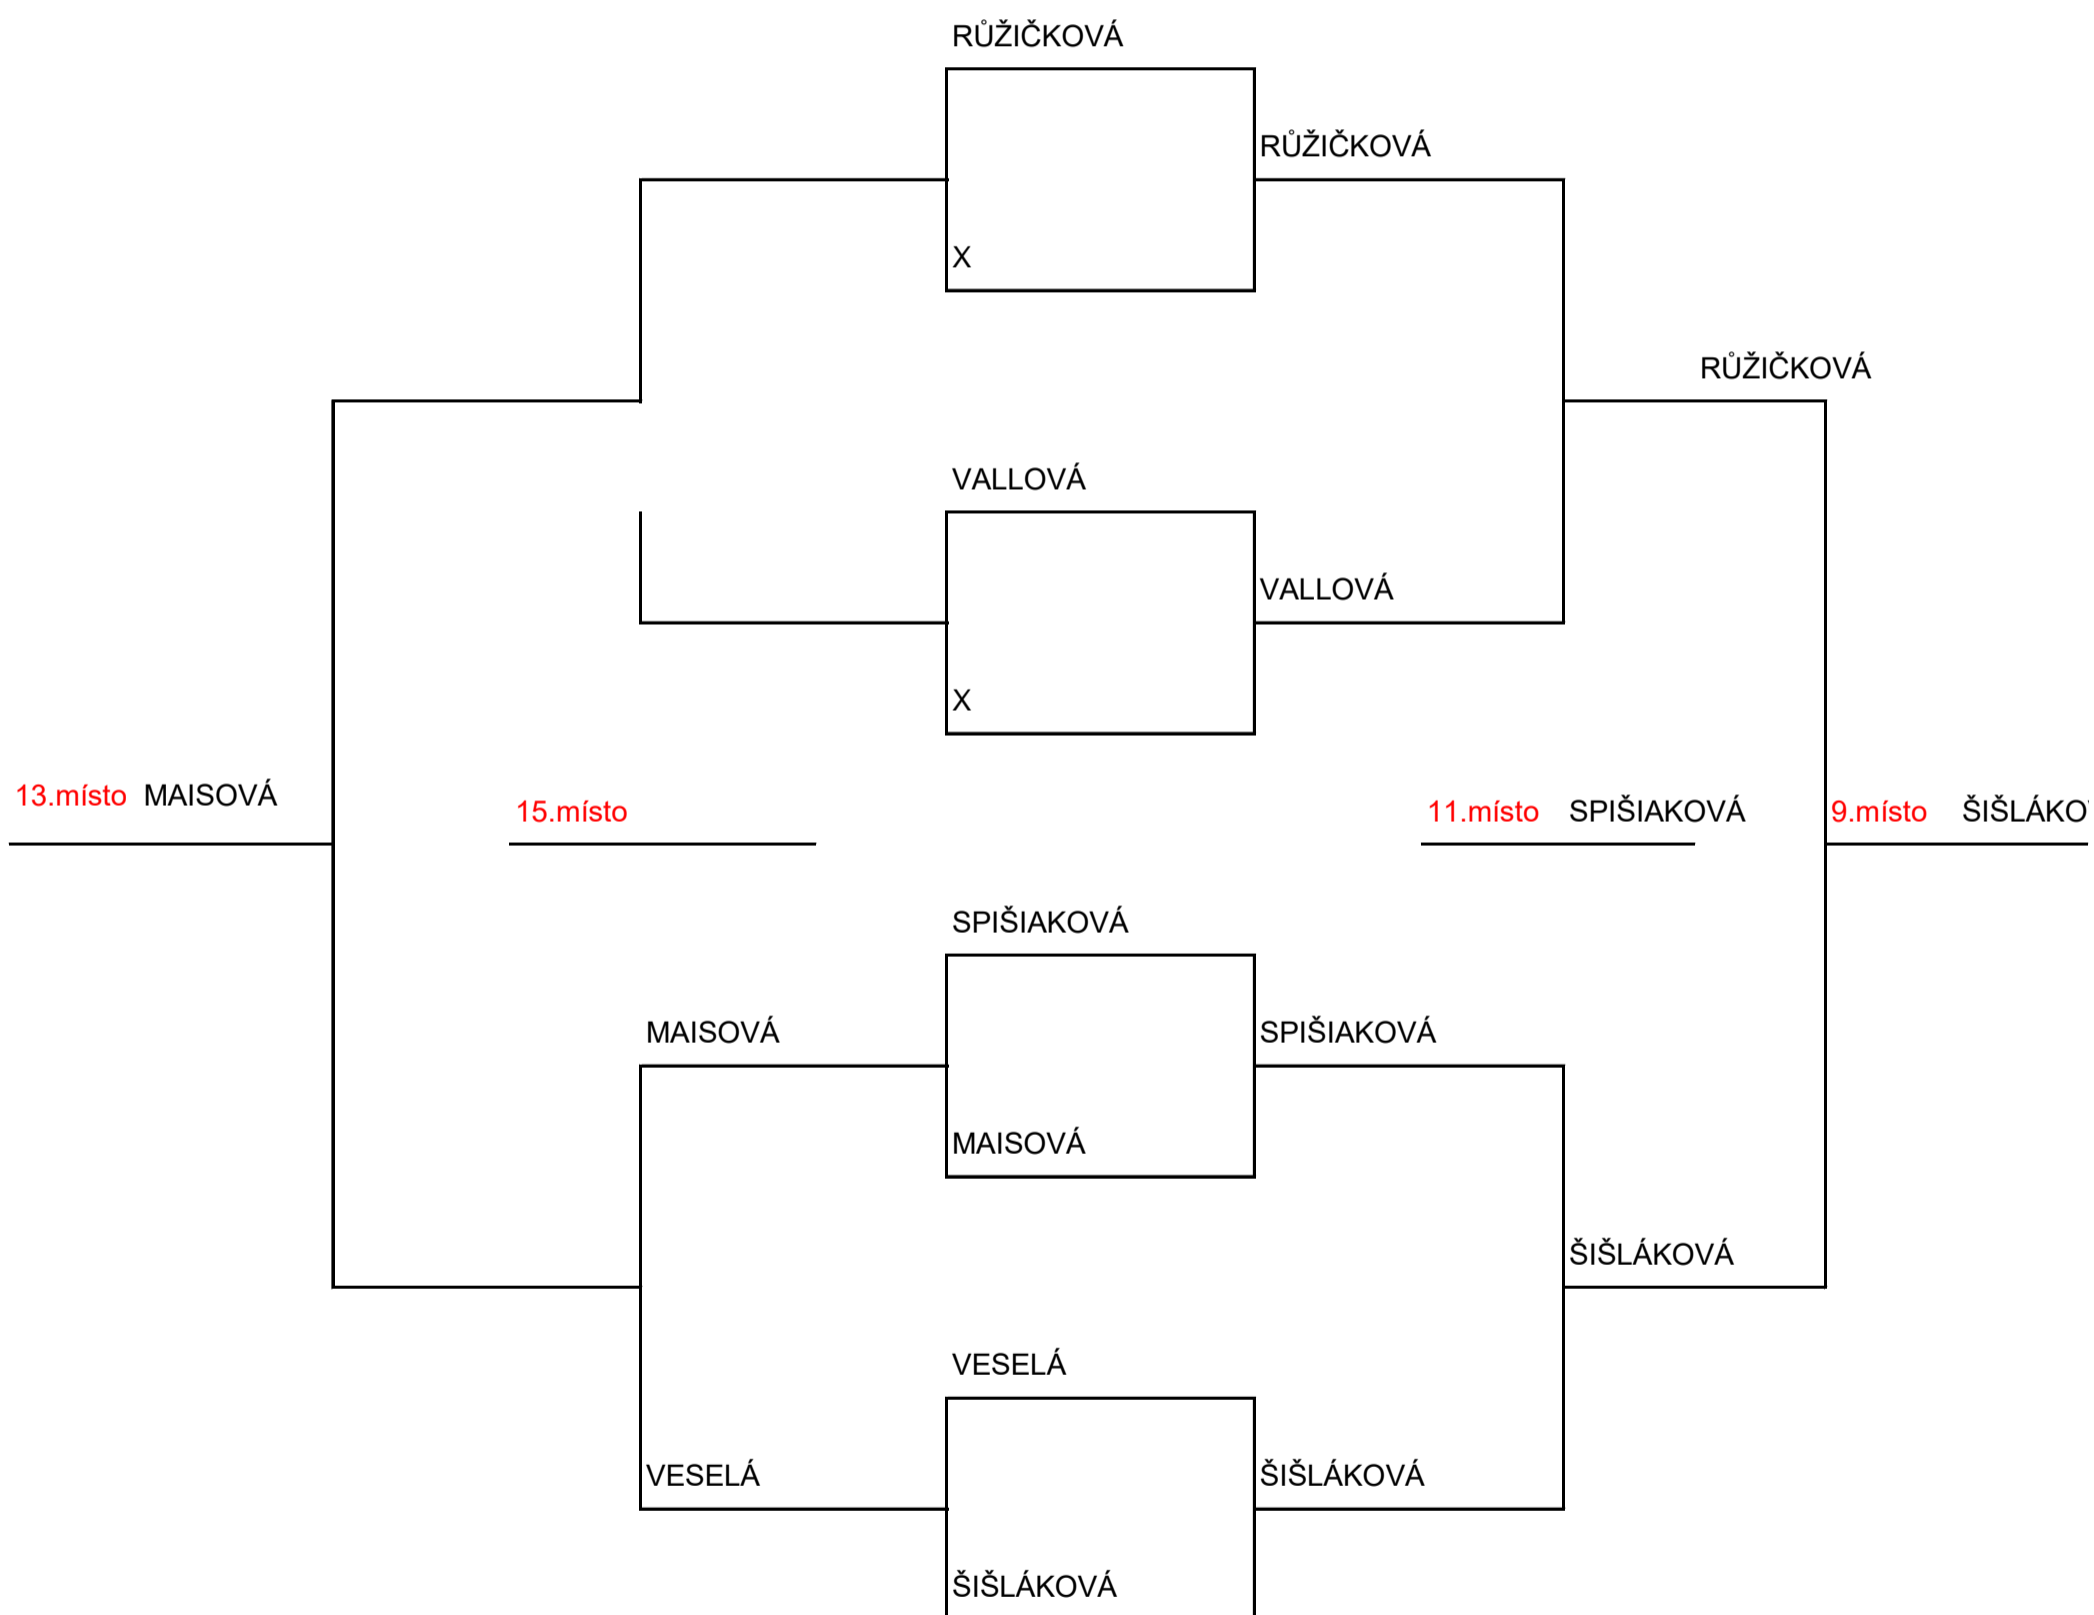 RŮŽIČKOVÁ
RŮŽIČKOVÁ
X
RŮŽIČKOVÁ
VALLOVÁ
VALLOVÁ
X
13.místo MAISOVÁ
15.místo
11.místo SPIŠIAKOVÁ
9.místo ŠIŠLÁKO
SPIŠIAKOVÁ
MAISOVÁ
SPIŠIAKOVÁ
MAISOVÁ
ŠIŠLÁKOVÁ
VESELÁ
VESELÁ
ŠIŠLÁKOVÁ
ŠIŠLÁKOVÁ